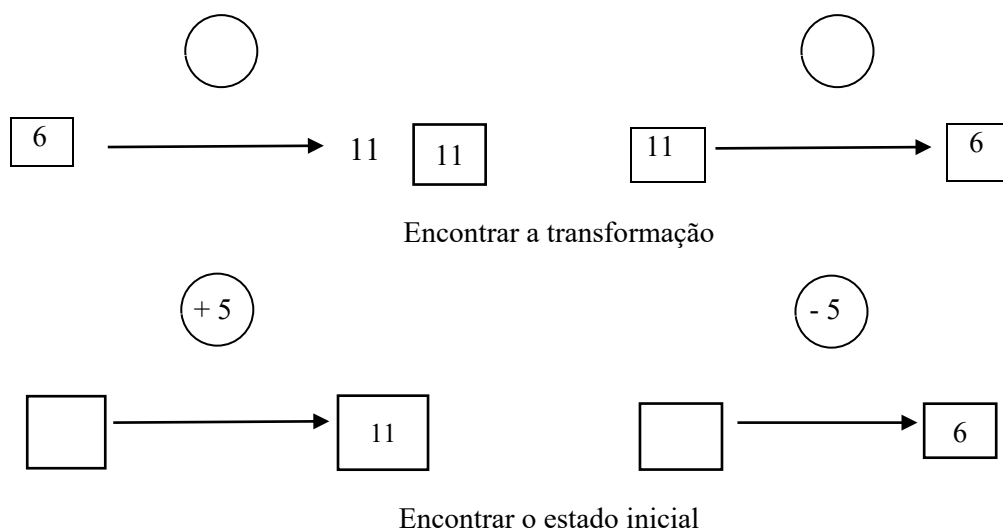 6 11 11 11 6
Encontrar a transformação
+ 5 - 5
11 6
Encontrar o estado inicial